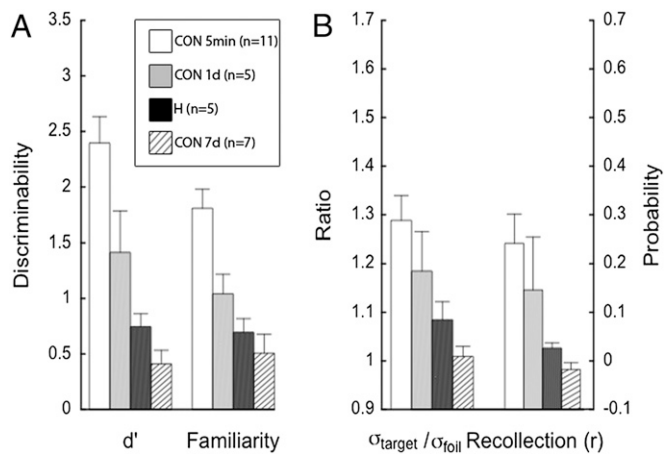 A
3.5
3
2.5
2
1.5
1
0.5
0
Discriminability
CON 5min (n=11)
CON 1d (n=5)
H (n=5)
CON 7d (n=7)
d'
Familiarity
B
1.7
1.6
1.5
1.4
1.3
1.2
1.1
1
0.9
Ratio
0.7
0.6
0.5
0.4
0.3
0.2
0.1
0
-0.1
Probability
σtarget /σfoil
Recollection (r)